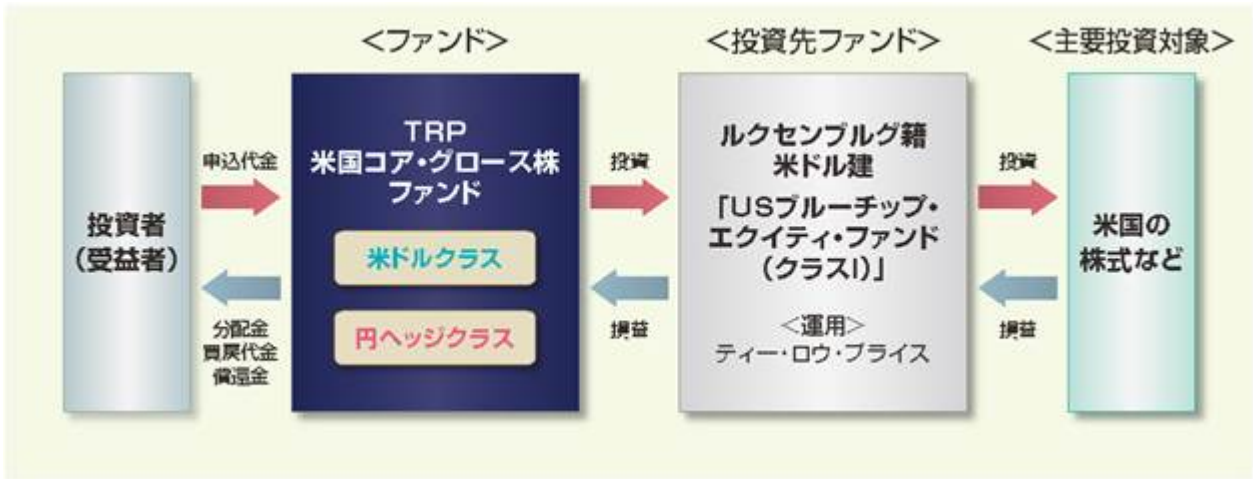 <ファンド>
<投資先ファンド>
<主要投資対象>
投資者
(受益者)
申込代金
分配金
買戻代金
償還金
TRP
米国コア・グロース株
ファンド
米ドルクラス
円ヘッジクラス
投資
損益
ルクセンブルグ籍
米ドル建
「USブルーチップ・
エクイティ・ファンド
(クラスI)」
<運用>
ティー・ロウ・プライス
投資
損益
米国の
株式など